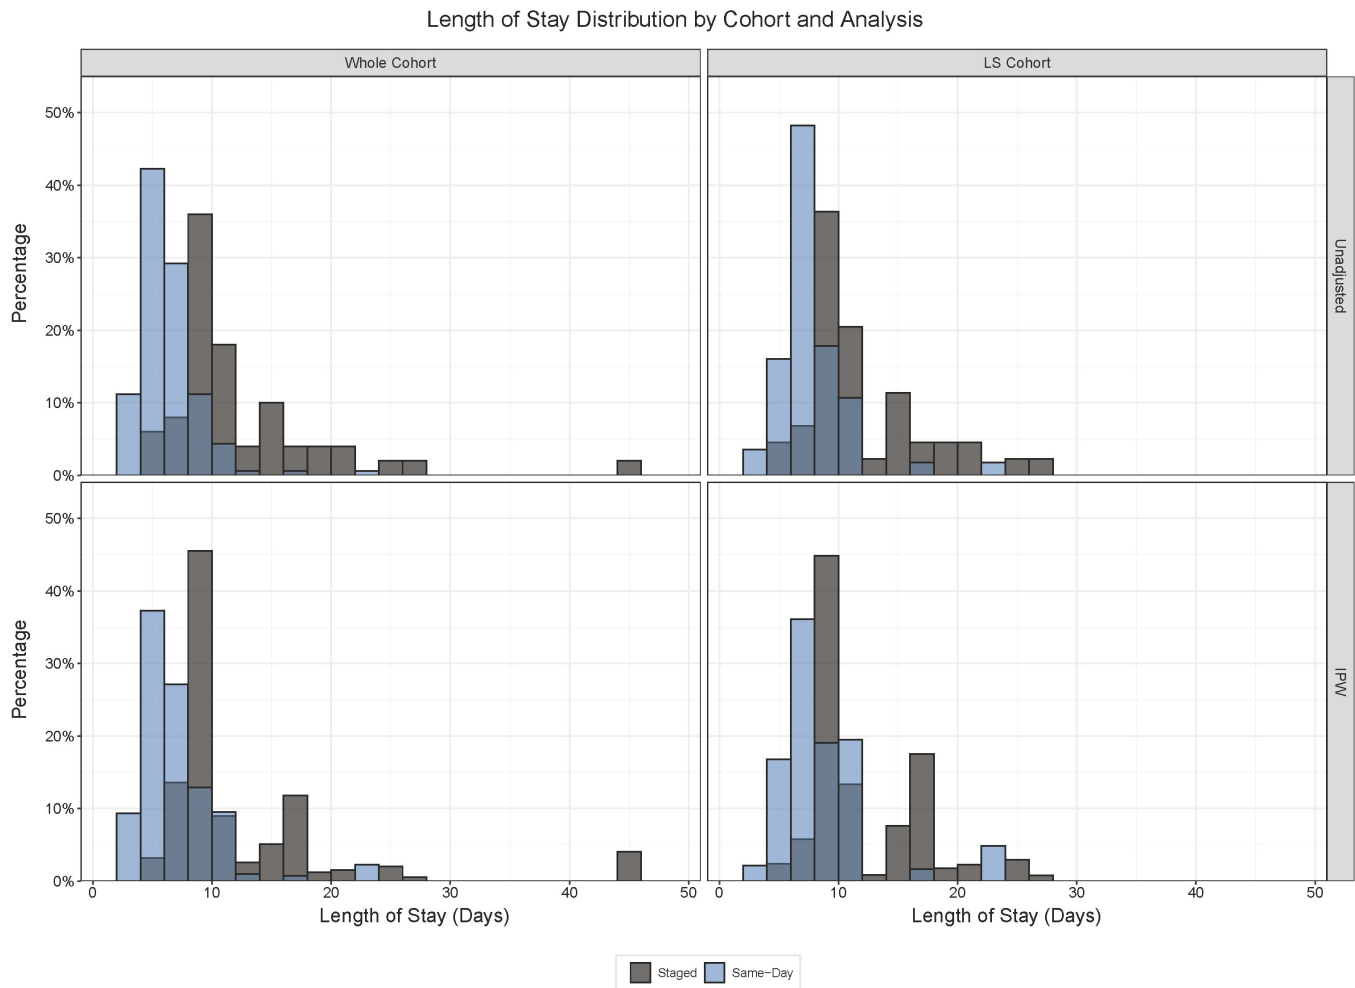 Length of Stay Distribution by Cohort and Analysis
Whole Cohort
LS Cohort
Percentage
50%
40%
30%
20%
10%
0%
Unadjusted
Percentage
50%
40%
30%
20%
10%
0%
IPW
0 10 20 30 40 50
0 10 20 30 40 50
Length of Stay (Days)
Length of Stay (Days)
Staged Same-Day